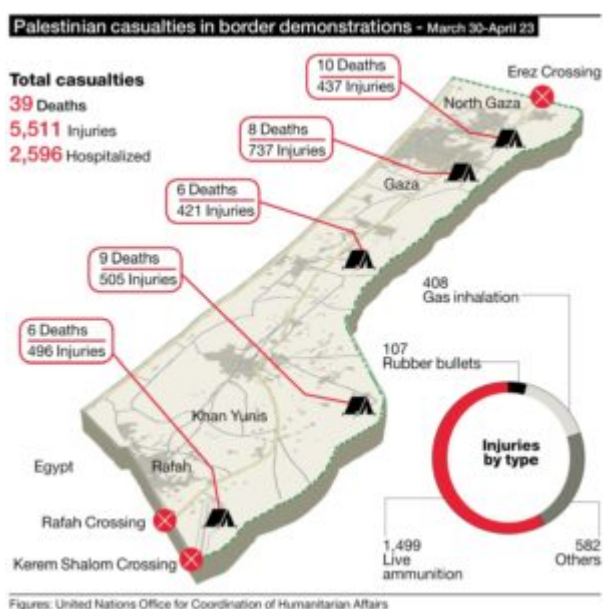 Palestinian casualties in border demonstrations - March 30-April 23
Total casualties
39 Deaths
5,511 Injuries
2,596 Hospitalized
10 Deaths
437 Injuries
Erez Crossing
North Gaza
8 Deaths
737 Injuries
Gaza
6 Deaths
421 Injuries
9 Deaths
505 Injuries
6 Deaths
496 Injuries
408
Gas inhalation
107
Rubber bullets
Khan Yunis
Injuries
by type
Egypt
Rafah
Rafah Crossing
Kerem Shalom Crossing
1,499
Live
ammunition
582
Others
Figures: United Nations Office for Coordination of Humanitarian Affairs